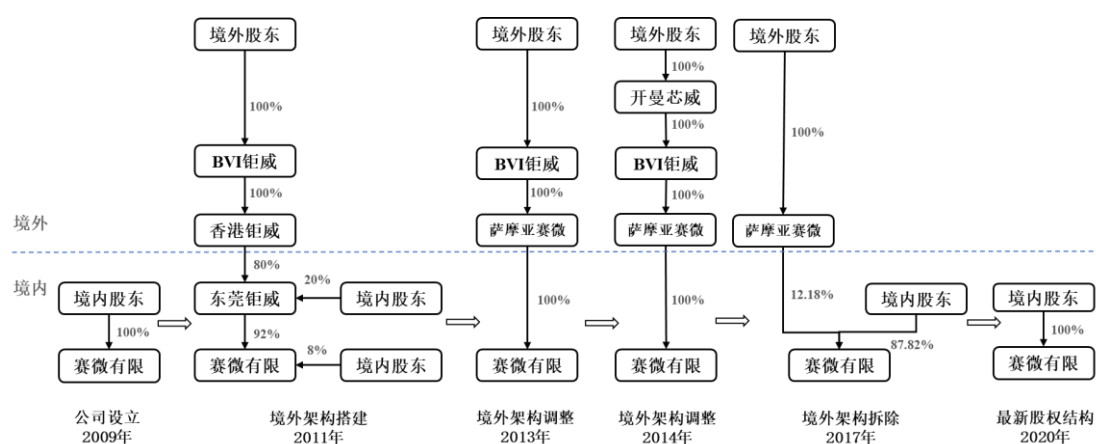 境外股东
境外股东
境外股东
境外股东
100%
开曼芯威
100%
100%
100%
100%
BVI钜威
BVI钜威
BVI钜威
100%
100%
100%
香港钜威
萨摩亚赛微
萨摩亚赛微
萨摩亚赛微
境外
境内
80%
20%
境内股东
东莞钜威
境内股东
100%
100%
12.18%
境内股东
境内股东
100%
92%
8%
87.82%
100%
赛微有限
赛微有限
境内股东
赛微有限
赛微有限
赛微有限
赛微有限
公司设立
2009年
境外架构搭建
2011年
境外架构调整
2013年
境外架构调整
2014年
境外架构拆除
2017年
最新股权结构
2020年